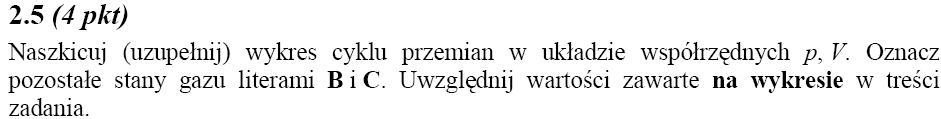 2.5 (4 pkt)
Naszkicuj (uzupełnij) wykres cyklu przemian w układzie współrzędnych p, V. Oznacz
pozostałe stany gazu literami B i C. Uwzględnij wartości zawarte na wykresie w treści
zadania.